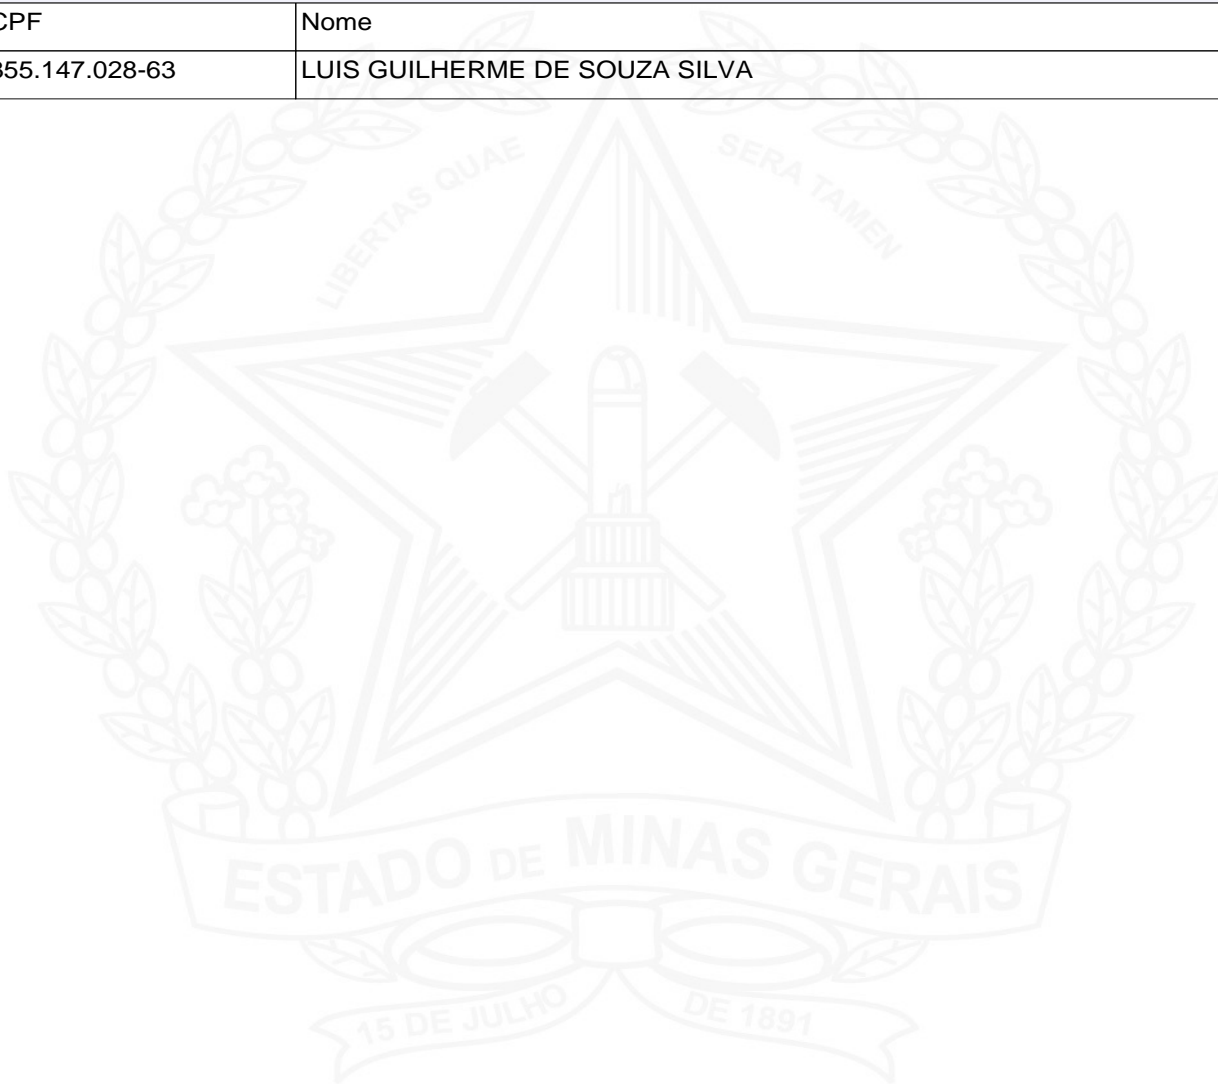 CPF Nome
355.147.028-63 LUIS GUILHERME DE SOUZA SILVA
LIBERTAS QUAE SERA TAMEN
ESTADO DE MINAS GERAIS
15 DE JULHO DE 1891